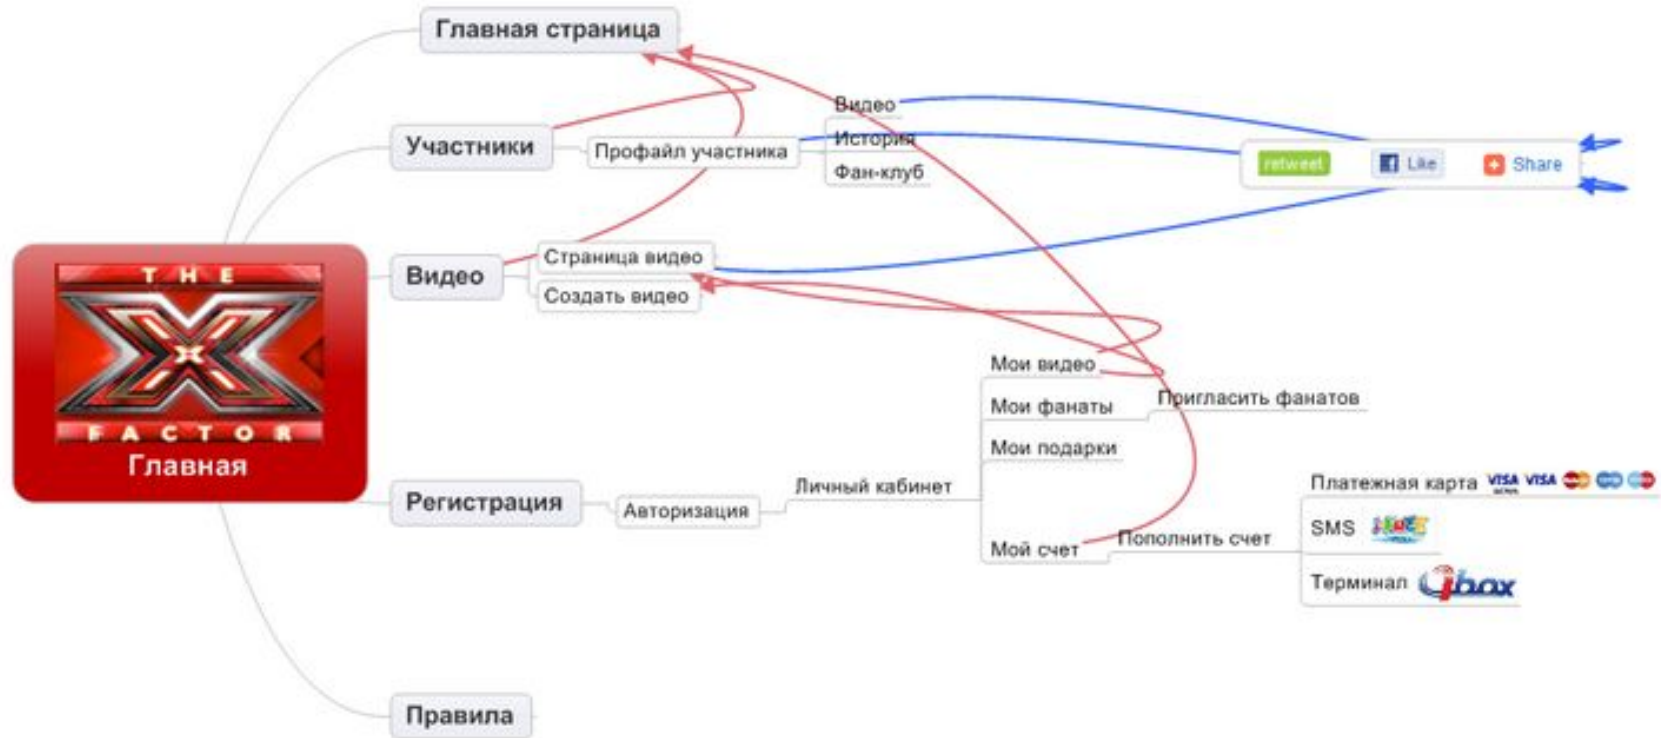 Главная страница
Участники
Профайл участника
Видео
История
Фан-клуб
retweet
Like
Share
Видео
Страница видео
Создать видео
THE
X
FACTOR
Главная
Регистрация
Авторизация
Личный кабинет
Мои видео
Мои фанаты
Пригласить фанатов
Мои подарки
Мой счет
Пополнить счет
Платежная карта VISA VISA
SMS
Терминал ibox
Правила